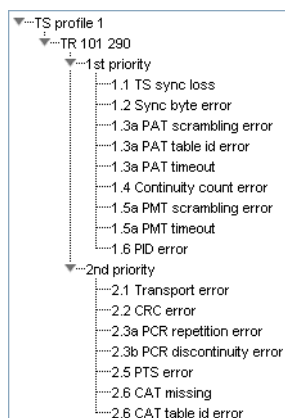 TS profile 1
TR 101 290
1st priority
1.1 TS sync loss
1.2 Sync byte error
1.3a PAT scrambling error
1.3a PAT table id error
1.3a PAT timeout
1.4 Continuity count error
1.5a PMT scrambling error
1.5a PMT timeout
1.6 PID error
2nd priority
2.1 Transport error
2.2 CRC error
2.3a PCR repetition error
2.3b PCR discontinuity error
2.5 PTS error
2.6 CAT missing
2.6 CAT table id error